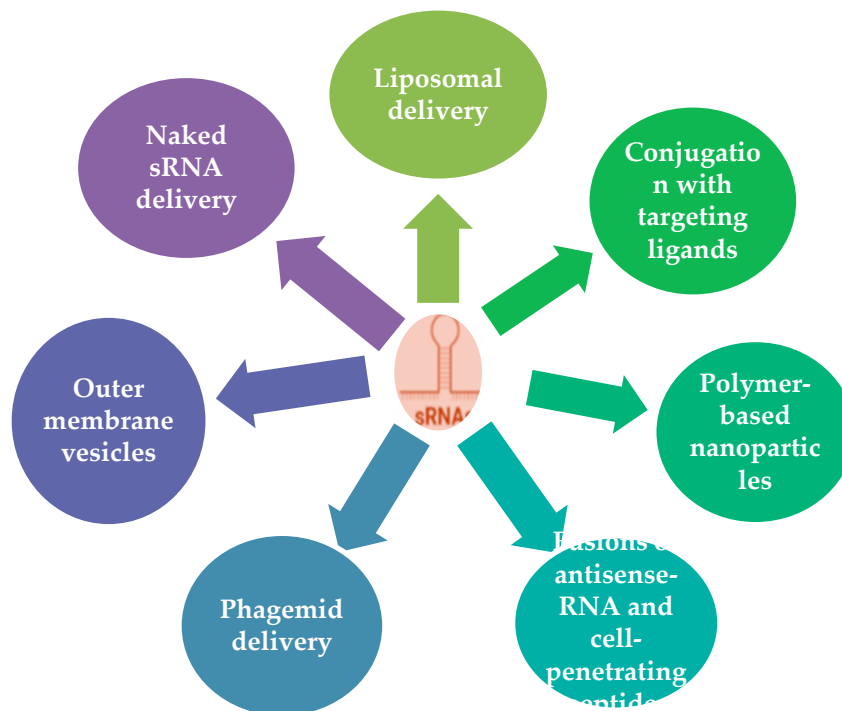 Liposomal
delivery
Conjugatio
n with
targeting
ligands
Polymer-
based
nanopartic
les
Fusions
antisense-
RNA and
cell-
penetrating
Phagemid
delivery
Outer
membrane
vesicles
Naked
sRNA
delivery